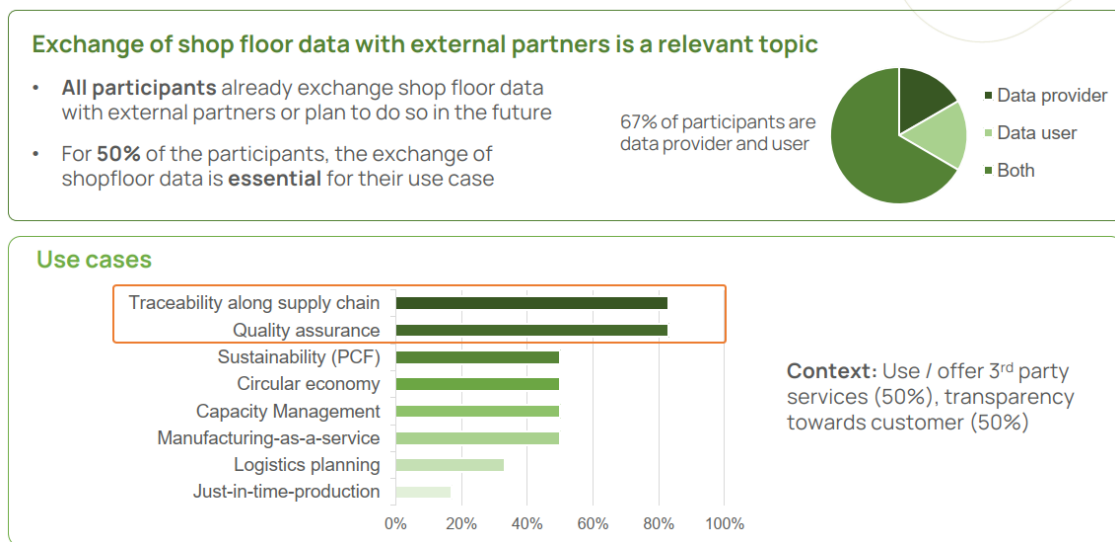 Exchange of shop floor data with external partners is a relevant topic
• All participants already exchange shop floor data
with external partners or plan to do so in the future
• For 50% of the participants, the exchange of
shopfloor data is essential for their use case
67% of participants are
data provider and user
Data provider
Data user
Both
Use cases
Traceability along supply chain
Quality assurance
Sustainability (PCF)
Circular economy
Capacity Management
Manufacturing-as-a-service
Logistics planning
Just-in-time-production
0% 20% 40% 60% 80% 100%
Context: Use / offer 3rd party
services (50%), transparency
towards customer (50%)